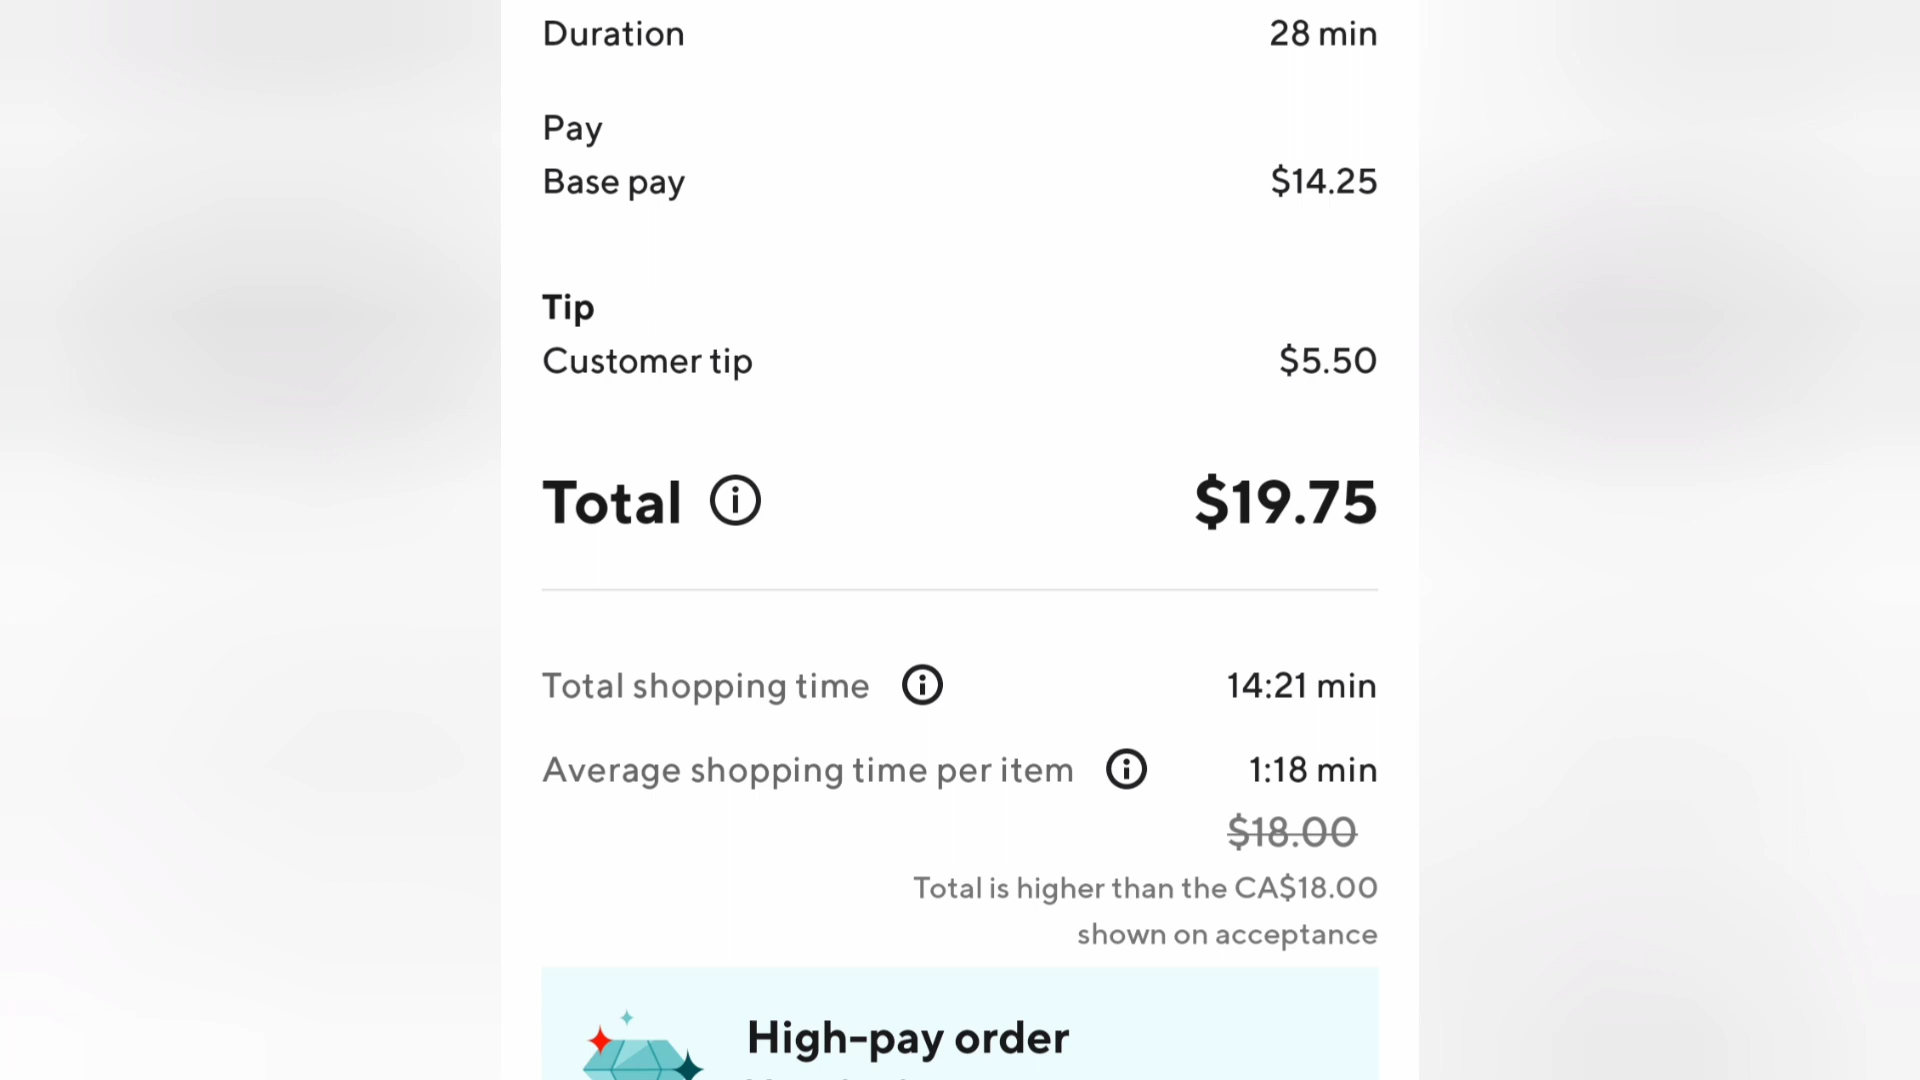 Duration 28 min
Pay
Base pay $14.25
Tip
Customer tip $5.50
Total $19.75
Total shopping time 14:21 min
Average shopping time per item 1:18 min
$18.00
Total is higher than the CA$18.00
shown on acceptance
High-pay order